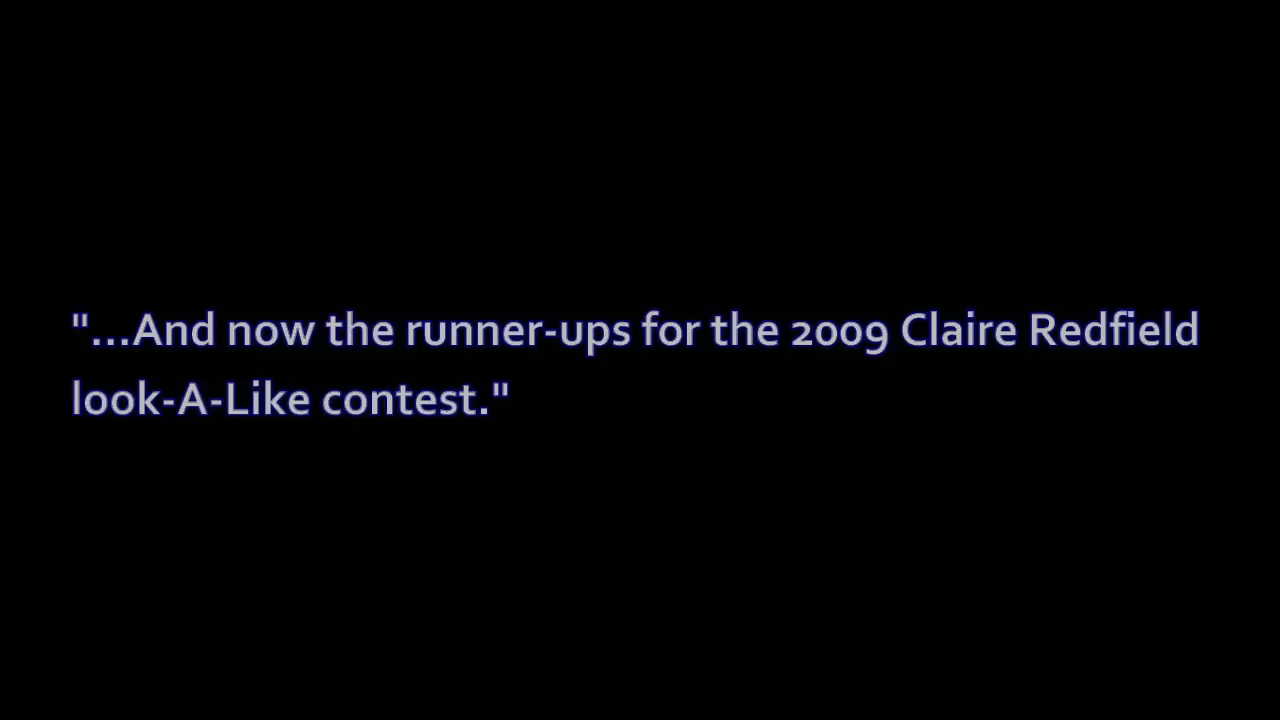 "...And now the runner-ups for the 2009 Claire Redfield
look-A-Like contest."